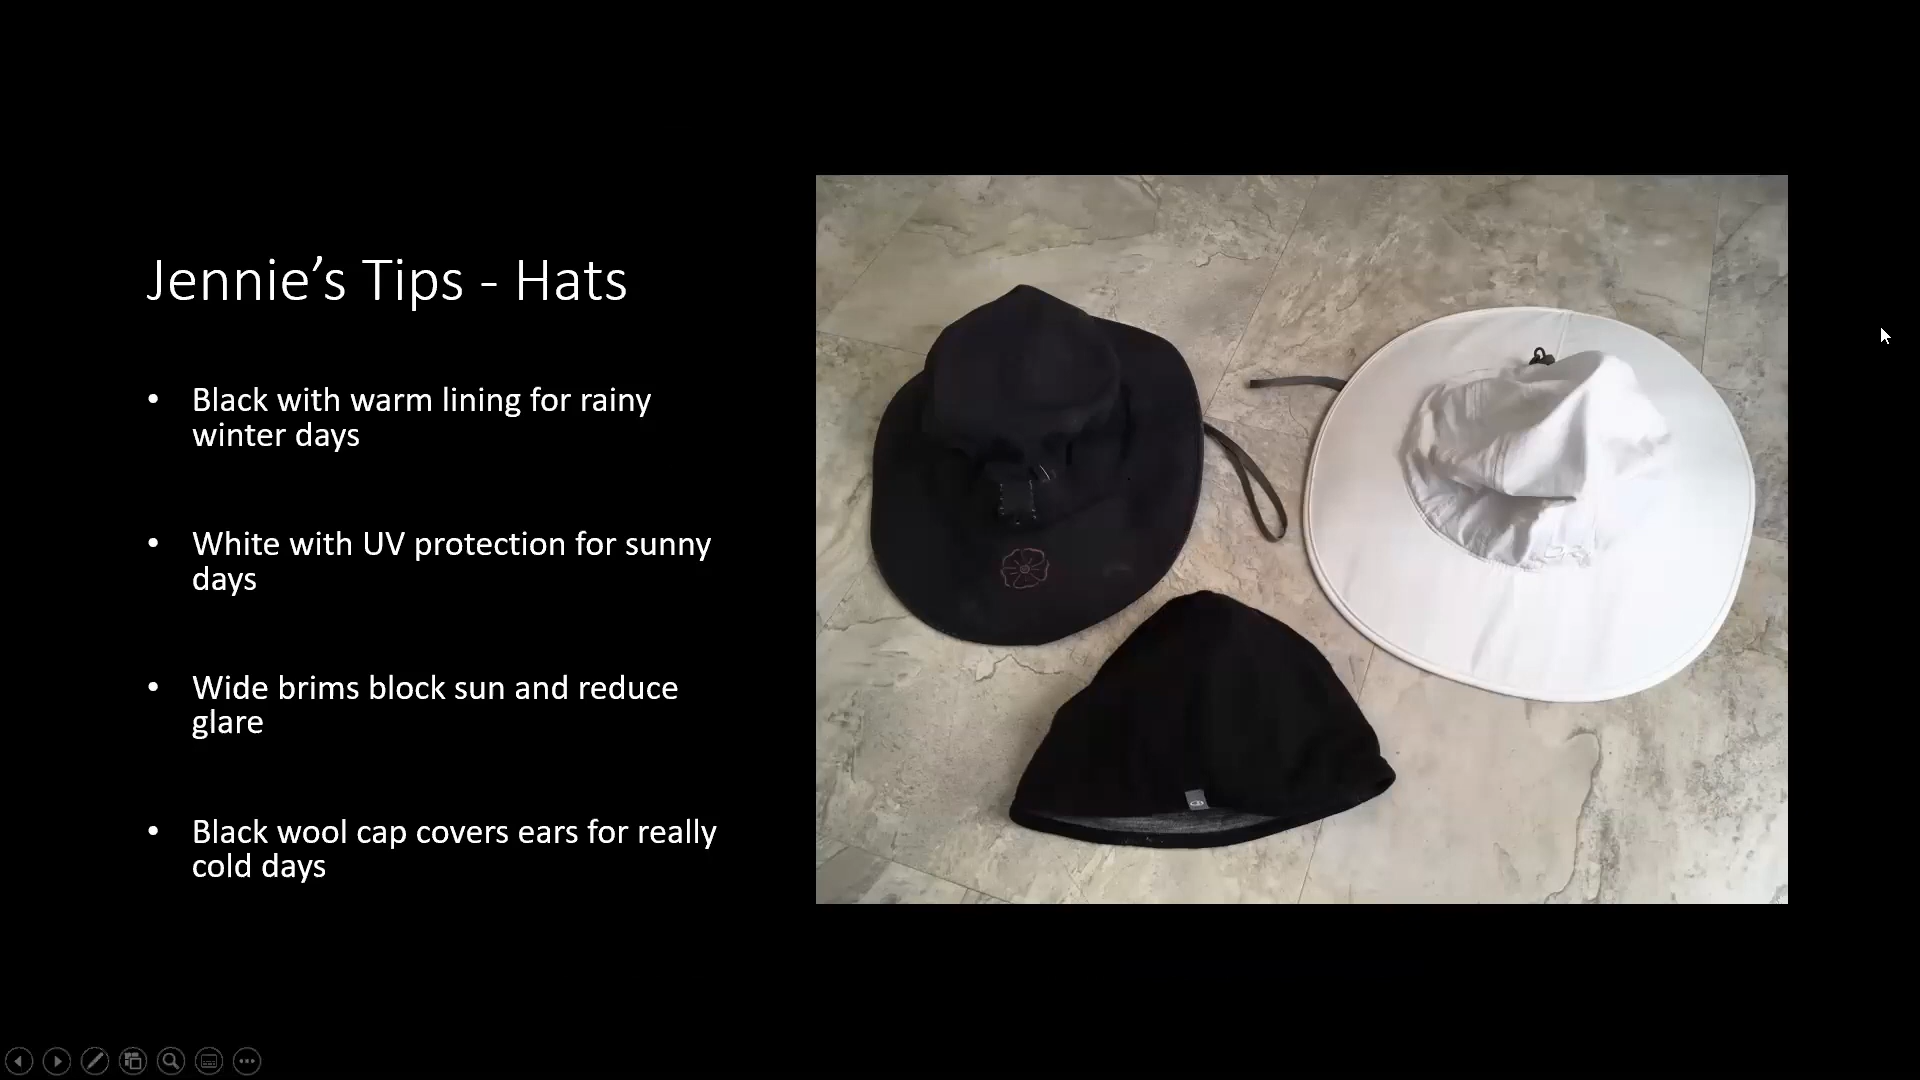 Jennie’s Tips - Hats
• Black with warm lining for rainy
winter days
• White with UV protection for sunny
days
• Wide brims block sun and reduce
glare
• Black wool cap covers ears for really
cold days